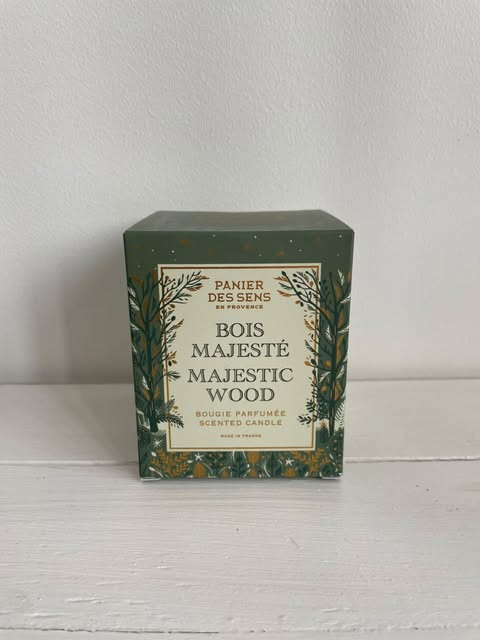 PANIER
DES SENS
EN PROVENCE
BOIS
MAJESTÉ
MAJESTIC
WOOD
BOUGIE PARFUMÉE
SCENTED CANDLE
MADE IN FRANCE